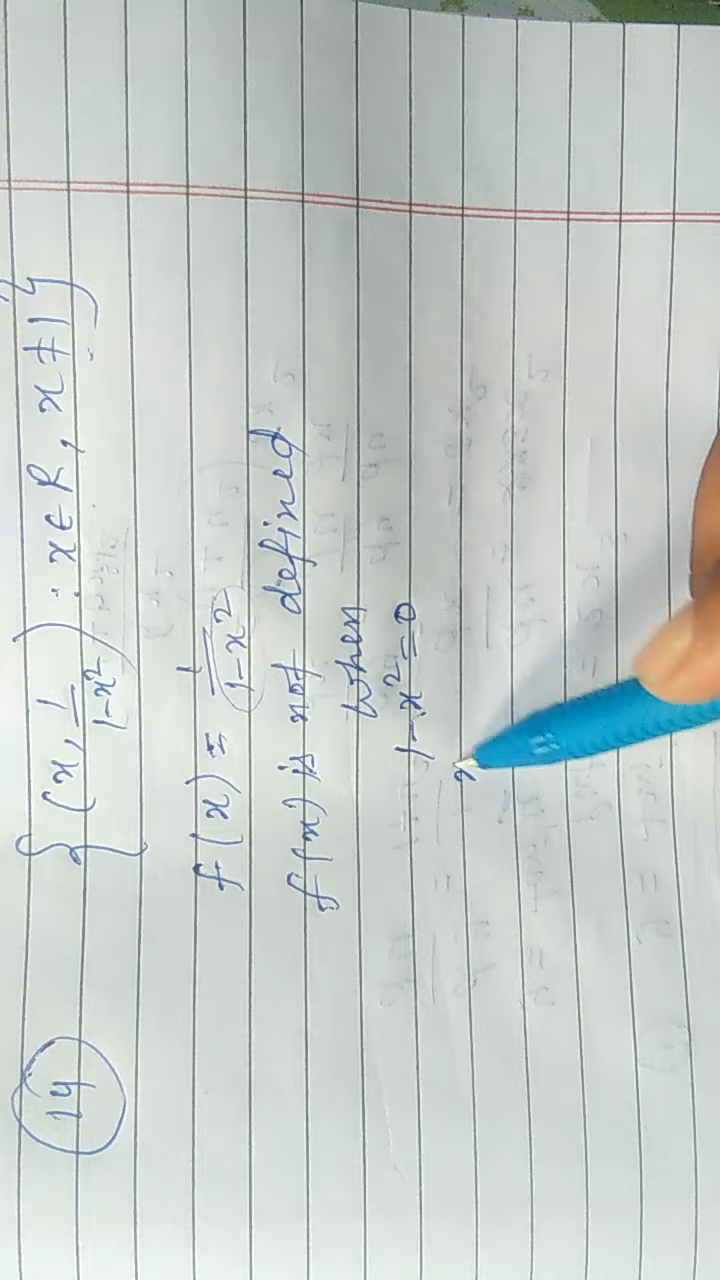 14 { ( x, 1/1-x² ) : x ∈ R, x ≠ 1 }
f(x) = 1/1-x²
f(x) is not defined
when
1-x² = 0
x